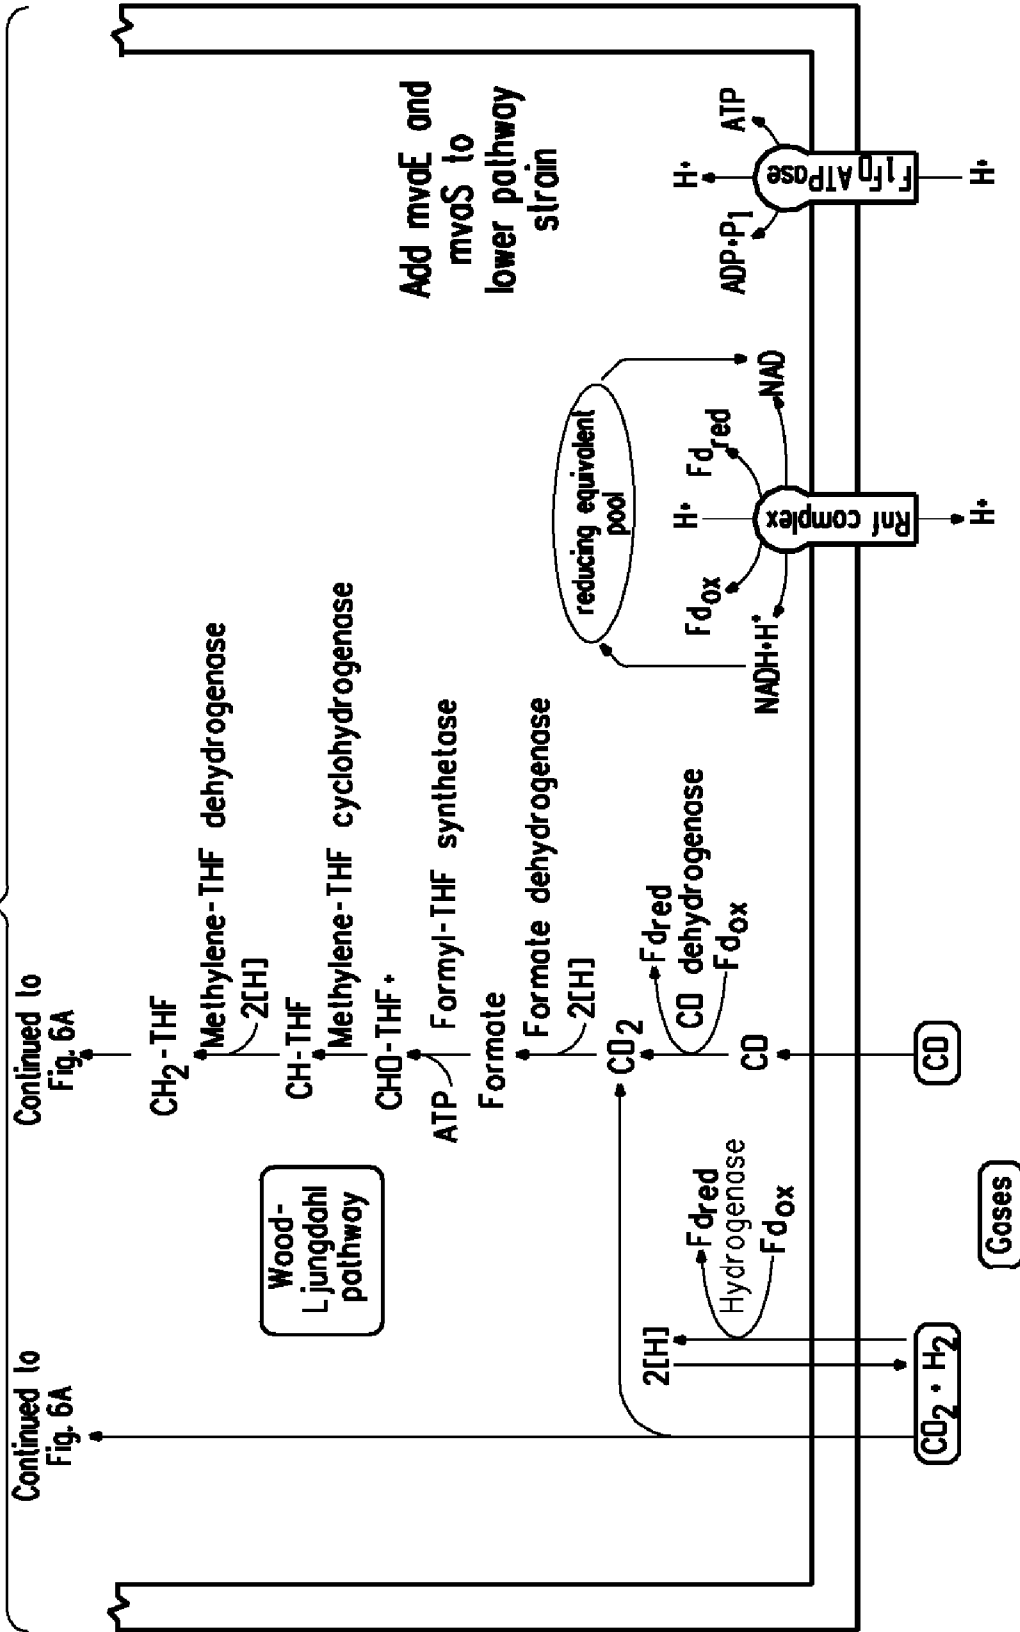 Continued to
Fig. 6A
Continued to
Fig. 6A
CH2-THF
Methylene-THF dehydrogenase
2[H]
CH-THF
Methylene-THF cyclohydrogenase
CHO-THF+
ATP
Formyl-THF synthetase
Formate
Formate dehydrogenase
2[H]
CO2
Fdred
CO dehydrogenase
Fdox
CO
CO
Wood-
Ljungdahl
pathway
2[H]
Fdred
Hydrogenase
Fdox
CO2 + H2
Gases
Add mvaE and
mvaS to
lower pathway
strain
reducing equivalent
pool
NADH+H+
NAD
Fdox
H+
Fdred
Rnf complex
H+
ADP+Pi
H+
ATP
F1F0 ATPase
H+